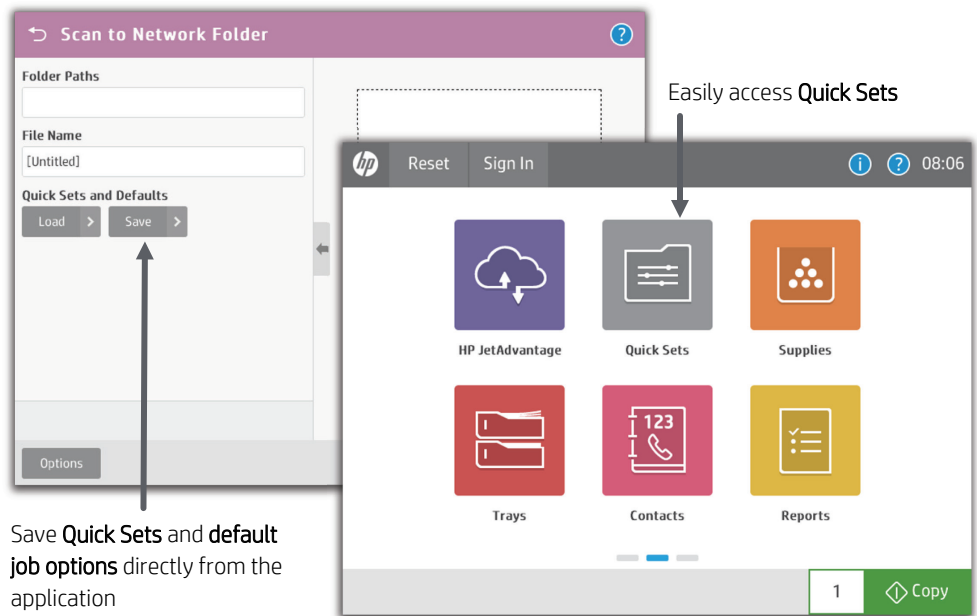 Scan to Network Folder
?
Folder Paths
File Name
[Untitled]
Quick Sets and Defaults
Load > Save >
Options
Save Quick Sets and default
job options directly from the
application
Easily access Quick Sets
hp Reset Sign In i ? 08:06
HP JetAdvantage Quick Sets Supplies
123
Trays Contacts Reports
1 Copy